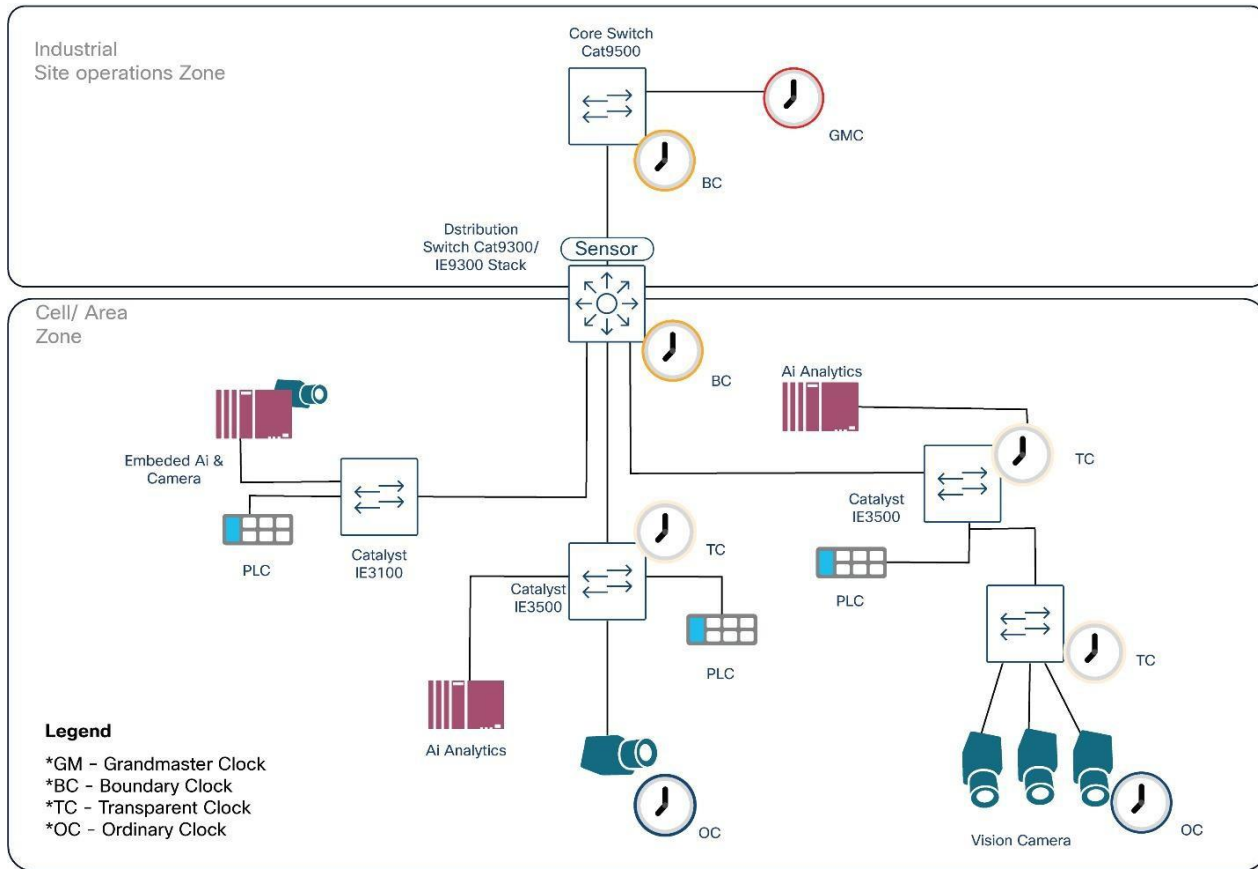 Industrial
Site operations Zone
Core Switch
Cat9500
GMC
BC
Dstribution
Switch Cat9300/
IE9300 Stack
Sensor
Cell/ Area
Zone
BC
Ai Analytics
TC
Embeded Ai &
Camera
Catalyst
IE3500
PLC
Catalyst
IE3100
TC
Catalyst
IE3500
PLC
PLC
TC
Ai Analytics
OC
Vision Camera
OC
Legend
*GM - Grandmaster Clock
*BC - Boundary Clock
*TC - Transparent Clock
*OC - Ordinary Clock